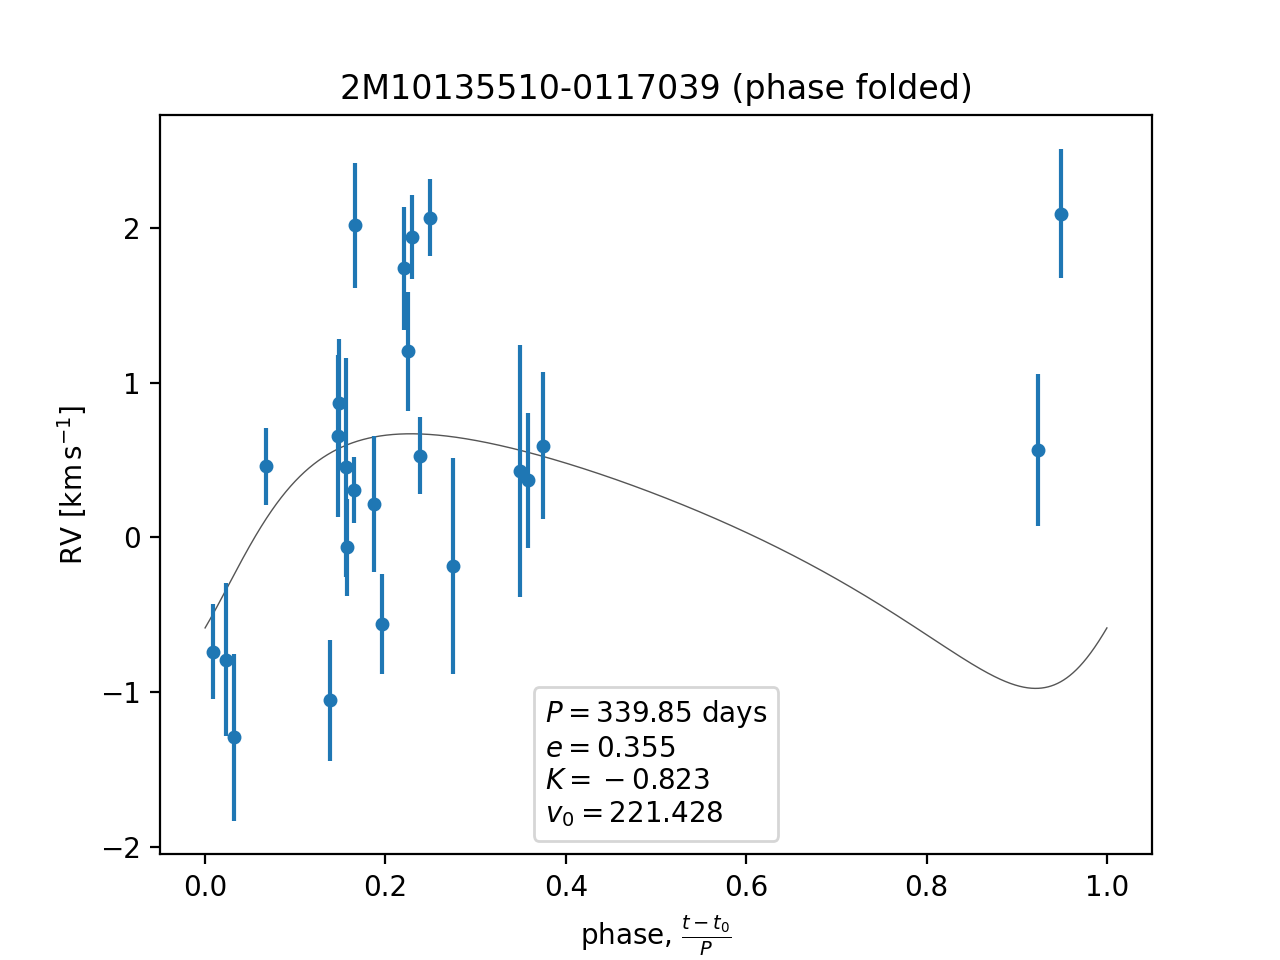 2M10135510-0117039 (phase folded)
RV [km s⁻¹]
2
1
0
−1
−2
P = 339.85 days
e = 0.355
K = −0.823
v₀ = 221.428
0.0 0.2 0.4 0.6 0.8 1.0
phase, (t − t₀)/P